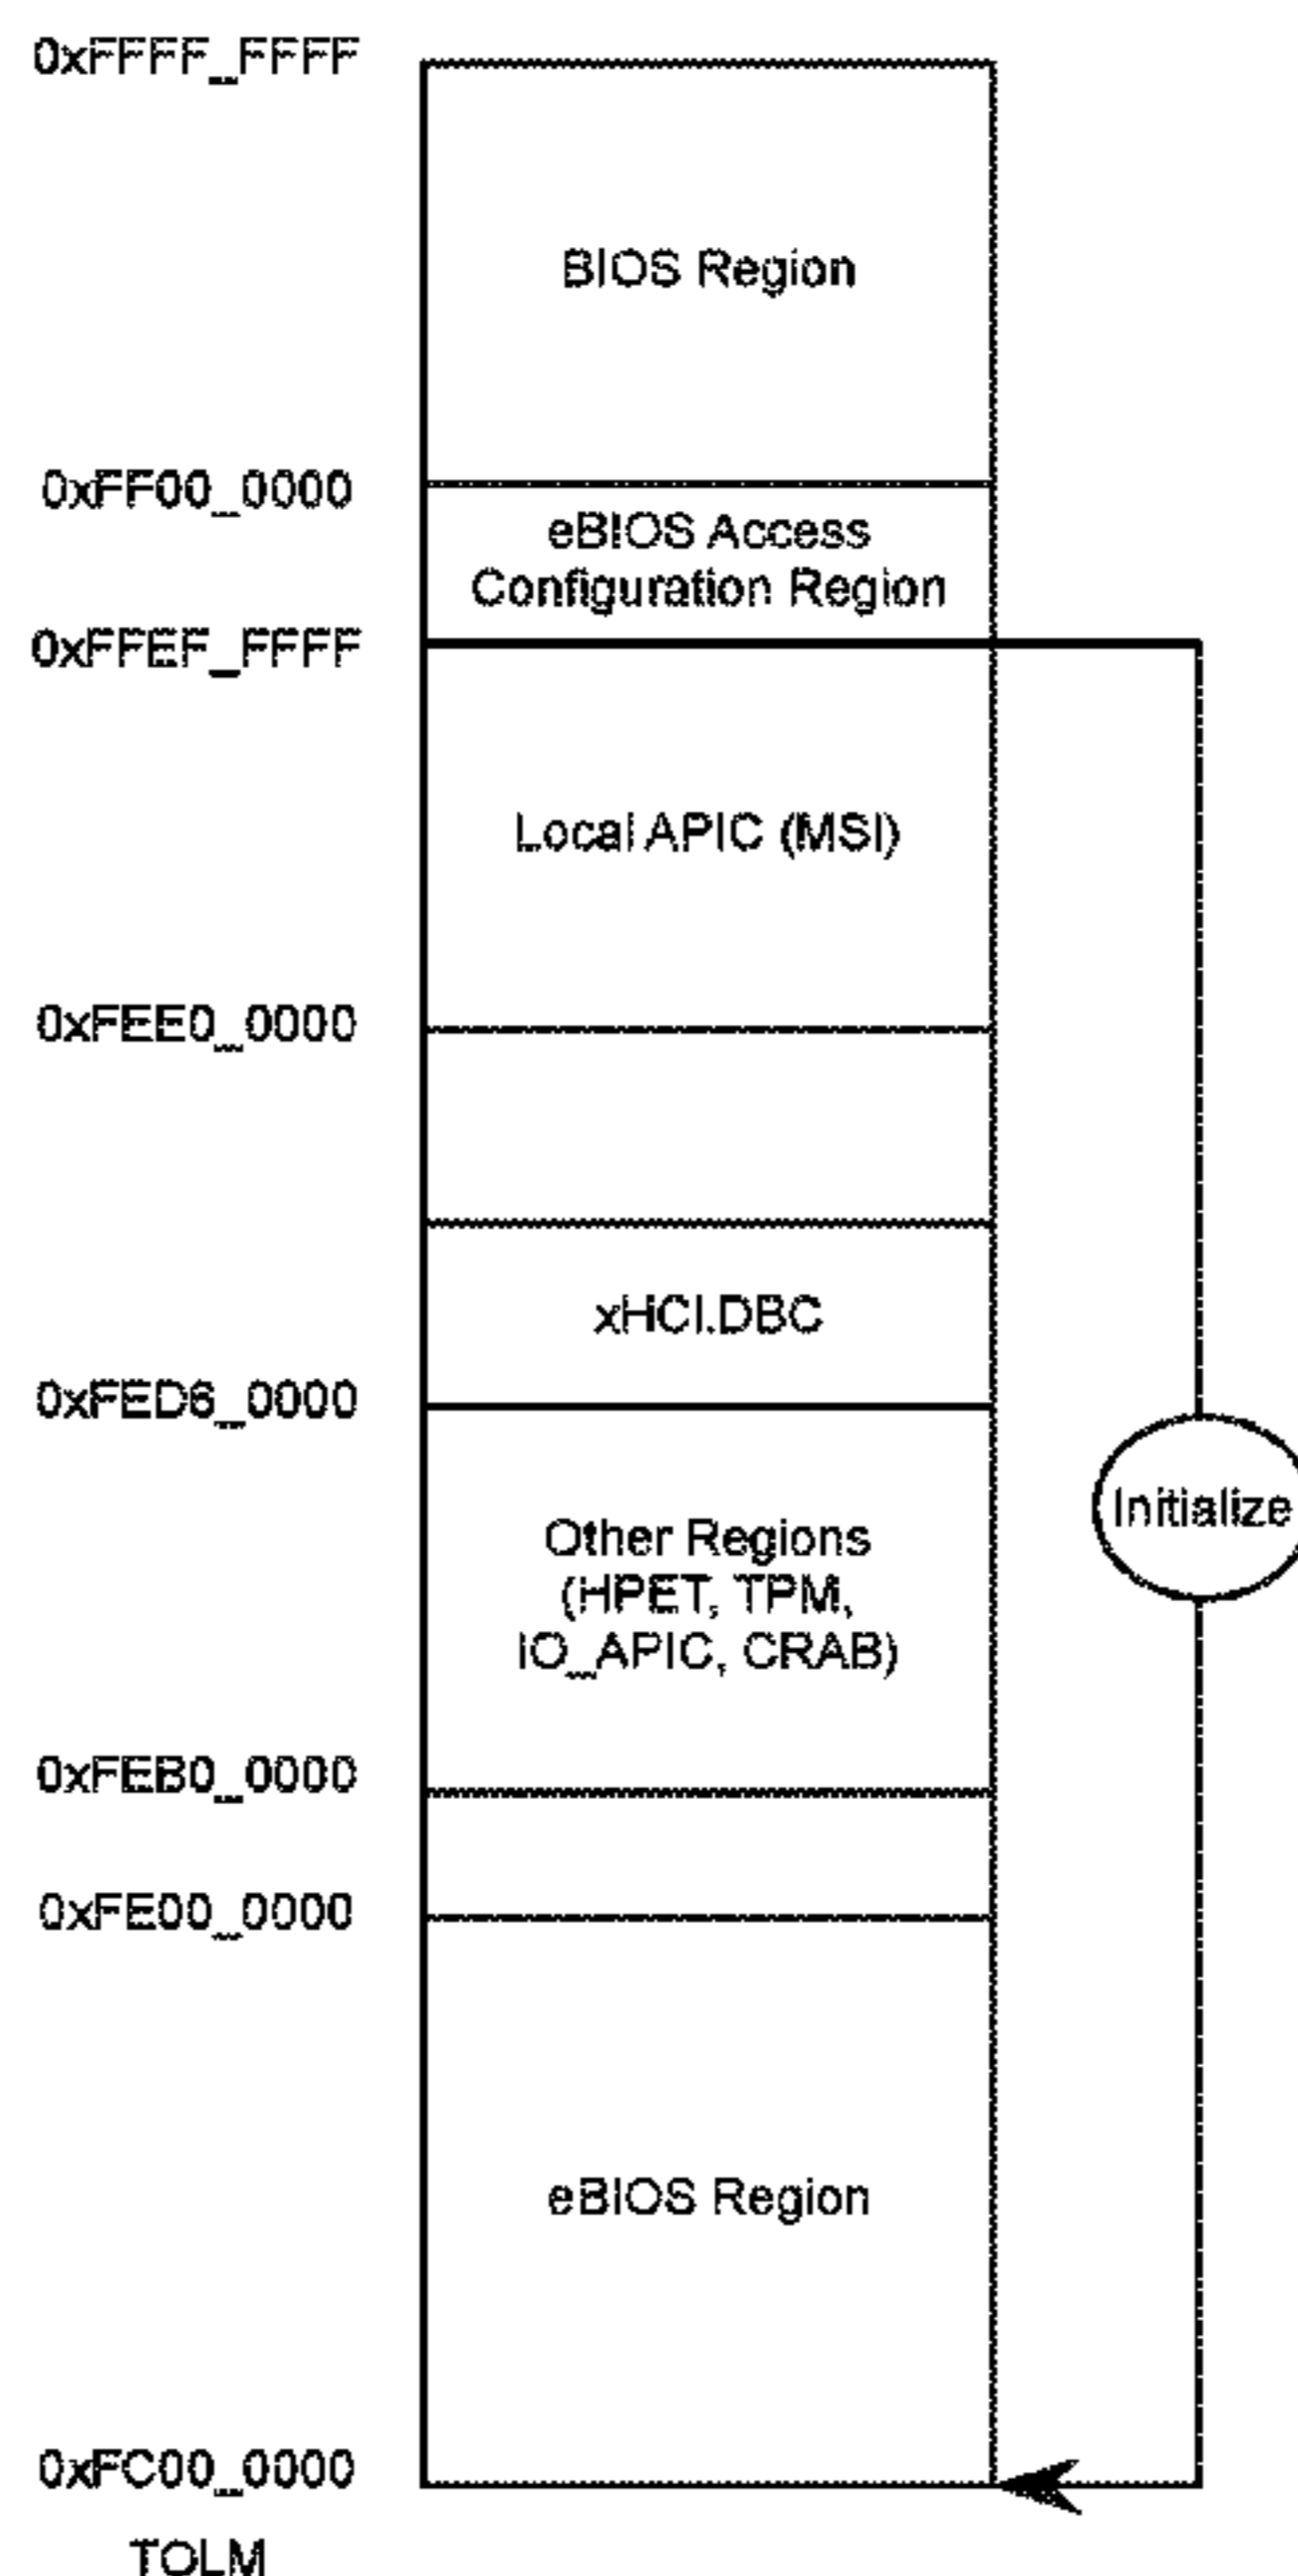 0xFFFF_FFFF
BIOS Region
0xFF00_0000
eBIOS Access
Configuration Region
0xFFEF_FFFF
Local APIC (MSI)
0xFEE0_0000
xHCI.DBC
0xFED6_0000
Initialize
Other Regions
(HPET, TPM,
IO_APIC, CRAB)
0xFEB0_0000
0xFE00_0000
eBIOS Region
0xFC00_0000
TOLM